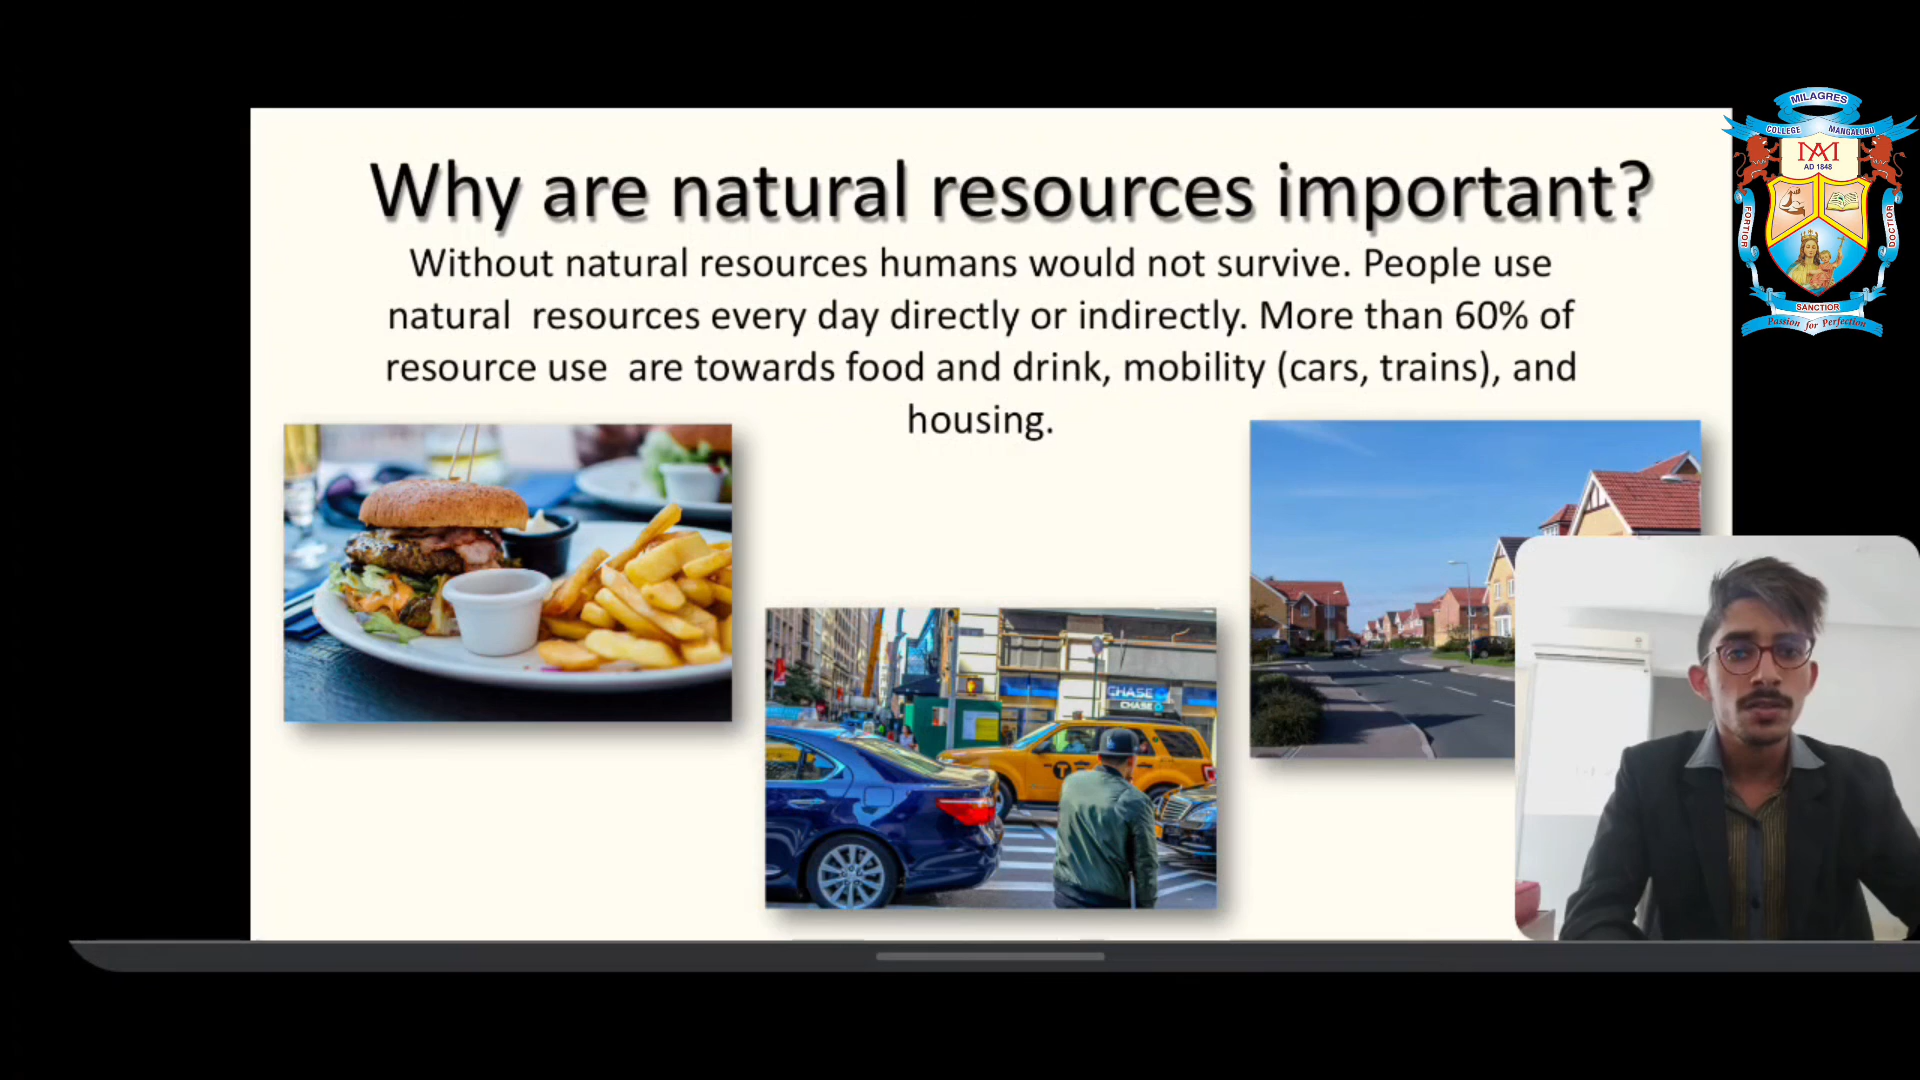 Why are natural resources important?
Without natural resources humans would not survive. People use
natural resources every day directly or indirectly. More than 60% of
resource use are towards food and drink, mobility (cars, trains), and
housing.
MILAGRES
COLLEGE MANGALURU
AD 1848
FORTIOR
DOCTIOR
SANCTIOR
Passion for Perfection
CHASE
CHASE
T